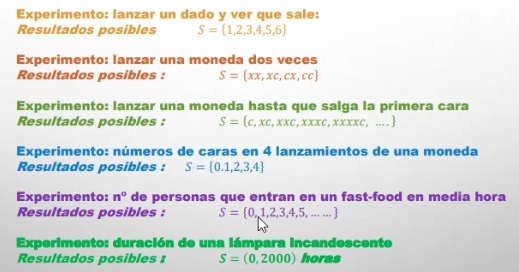 Experimento: lanzar un dado y ver que sale:
Resultados posibles S = {1,2,3,4,5,6}
Experimento: lanzar una moneda dos veces
Resultados posibles : S = {xx, xc, cx, cc}
Experimento: lanzar una moneda hasta que salga la primera cara
Resultados posibles : S = {c, xc, xxc, xxxc, xxxxc, .... }
Experimento: números de caras en 4 lanzamientos de una moneda
Resultados posibles : S = {0.1,2,3,4}
Experimento: nº de personas que entran en un fast-food en media hora
Resultados posibles : S = {0,1,2,3,4,5, ... ... }
Experimento: duración de una lámpara incandescente
Resultados posibles : S = (0, 2000) horas